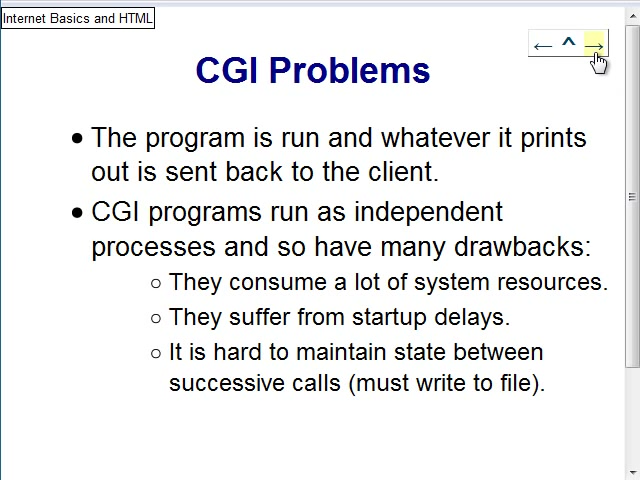 Internet Basics and HTML
← ^ →
CGI Problems
• The program is run and whatever it prints
out is sent back to the client.
• CGI programs run as independent
processes and so have many drawbacks:
○ They consume a lot of system resources.
○ They suffer from startup delays.
○ It is hard to maintain state between
successive calls (must write to file).